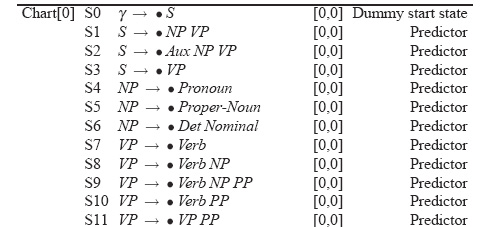 Chart[0] S0 γ → • S [0,0] Dummy start state
S1 S → • NP VP [0,0] Predictor
S2 S → • Aux NP VP [0,0] Predictor
S3 S → • VP [0,0] Predictor
S4 NP → • Pronoun [0,0] Predictor
S5 NP → • Proper-Noun [0,0] Predictor
S6 NP → • Det Nominal [0,0] Predictor
S7 VP → • Verb [0,0] Predictor
S8 VP → • Verb NP [0,0] Predictor
S9 VP → • Verb NP PP [0,0] Predictor
S10 VP → • Verb PP [0,0] Predictor
S11 VP → • VP PP [0,0] Predictor